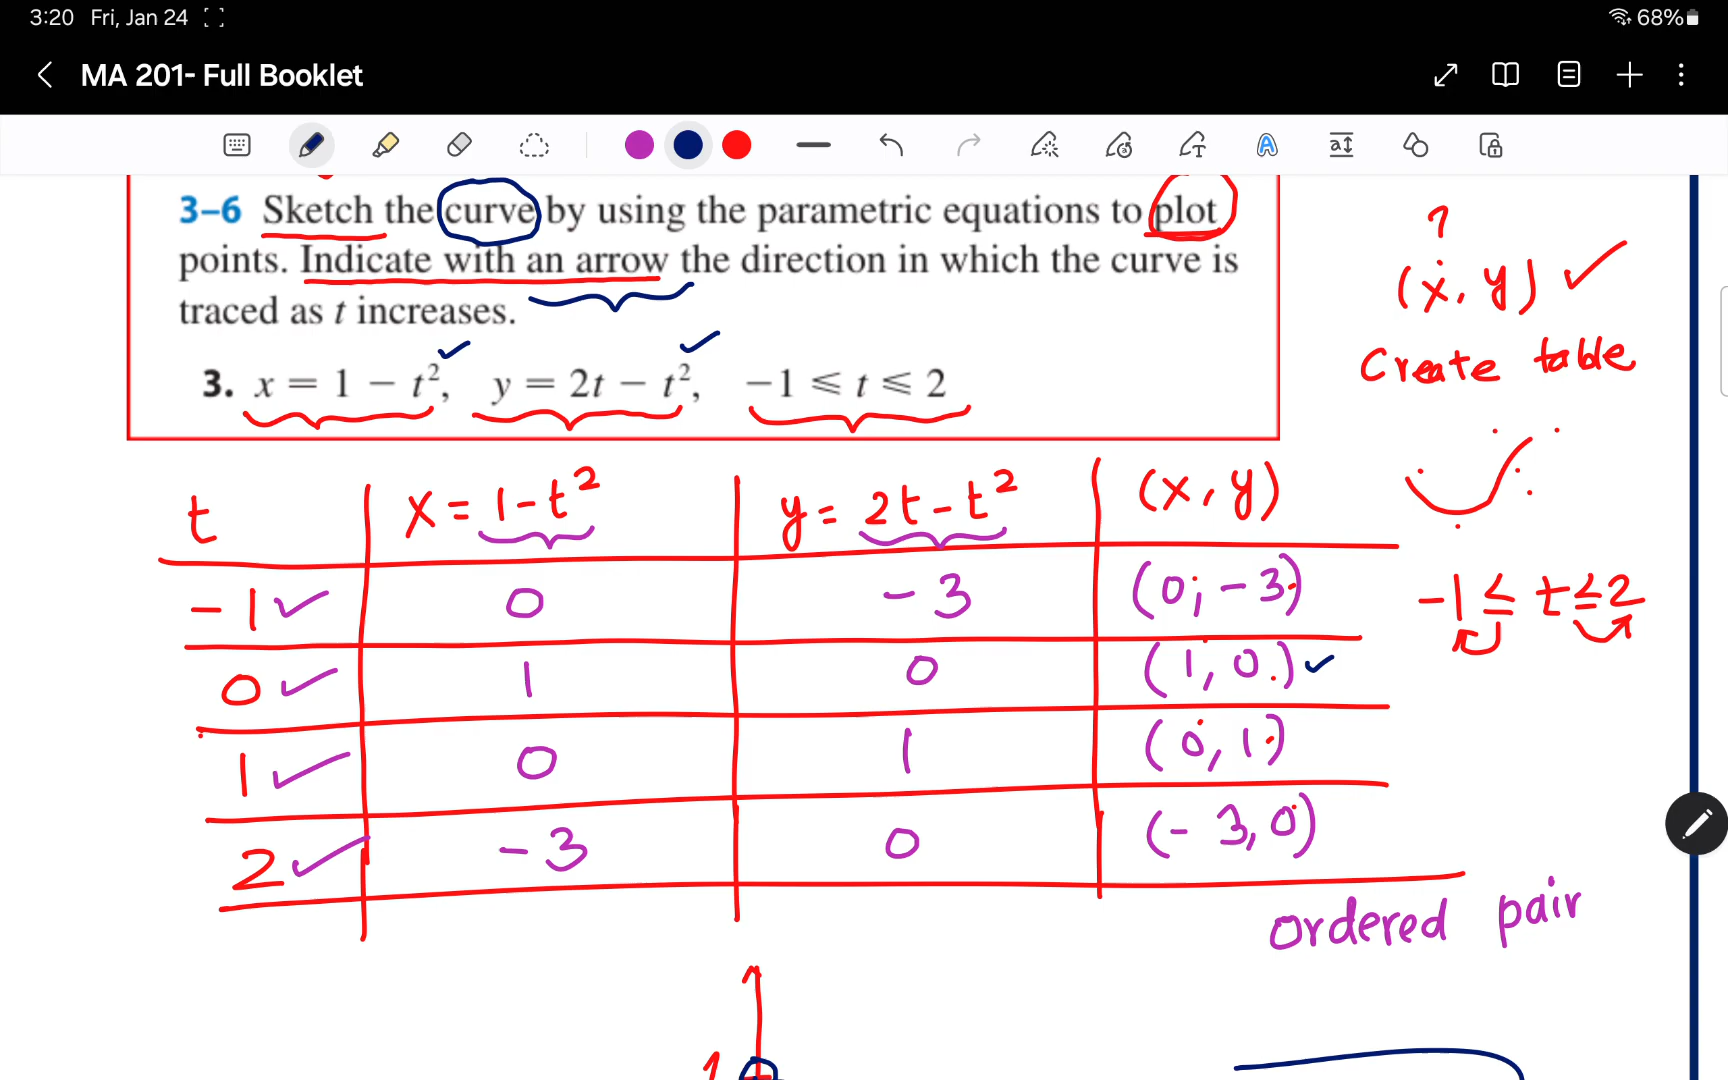 3:20 Fri, Jan 24 68%
MA 201- Full Booklet
3–6 Sketch the curve by using the parametric equations to plot
points. Indicate with an arrow the direction in which the curve is
traced as t increases.
3. x = 1 − t², y = 2t − t², −1 ⩽ t ⩽ 2
?
(x, y) ✓
Create table
t x = 1-t² y = 2t-t² (x, y)
-1 ✓ 0 -3 (0, -3)
-1 ≤ t ≤ 2
0 ✓ 1 0 (1, 0) ✓
1 ✓ 0 1 (0, 1)
2 ✓ -3 0 (-3, 0)
ordered pair
1